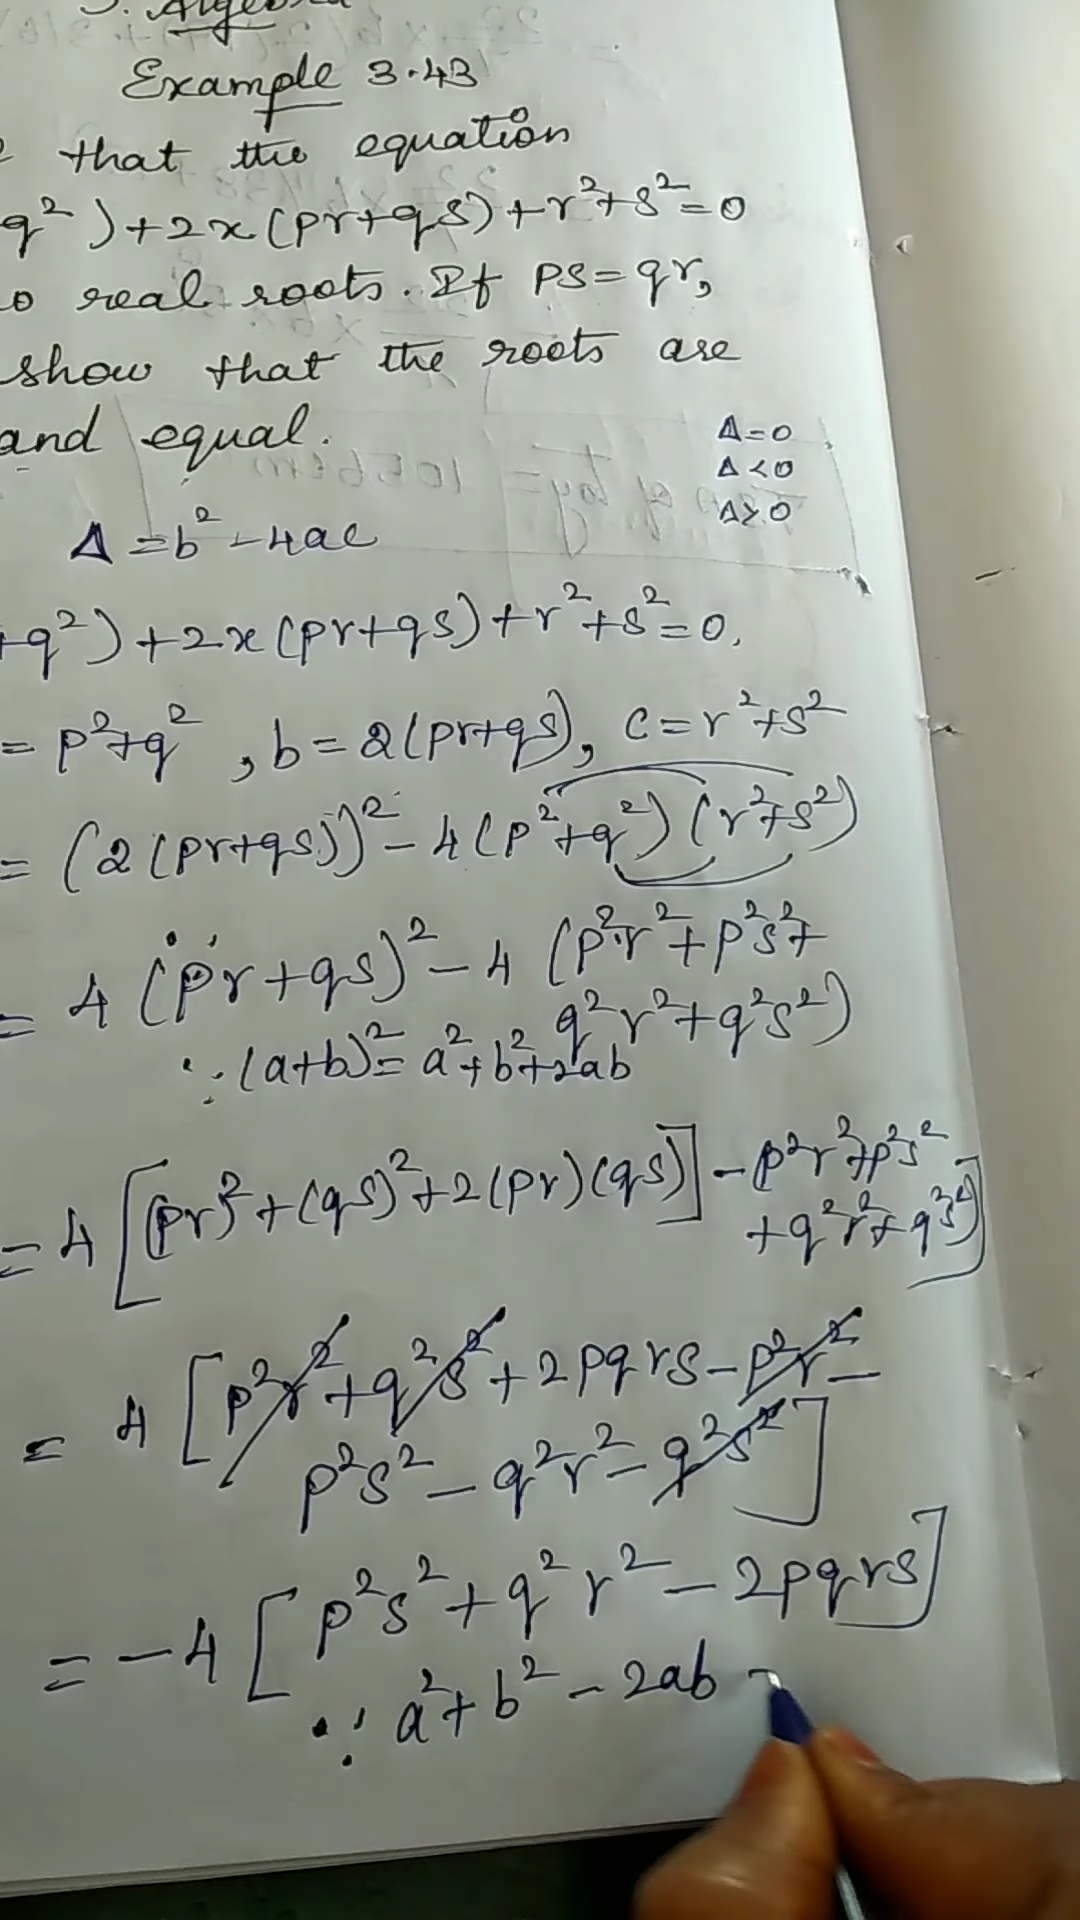 3. Algebra
Example 3.43
that the equation
q²)+2x(pr+qs)+r²+s²=0
real roots. If ps=qr,
show that the roots are
and equal.
Δ=0
Δ<0
Δ>0
Δ=b²-4ac
+q²)+2x(pr+qs)+r²+s²=0.
= p²+q², b=2(pr+qs), c=r²+s²
= (2(pr+qs))²-4(p²+q²)(r²+s²)
= 4(pr+qs)²-4(p²r²+p²s²+
q²r²+q²s²)
∵(a+b)²=a²+b²+2ab
=4[(pr)²+(qs)²+2(pr)(qs)]-(p²r²+p²s²
+q²r²+q²s²)]
= 4[p²r²+q²s²+2pqrs-p²r²-
p²s²-q²r²-q²s²]
=-4[p²s²+q²r²-2pqrs]
∵ a²+b²-2ab